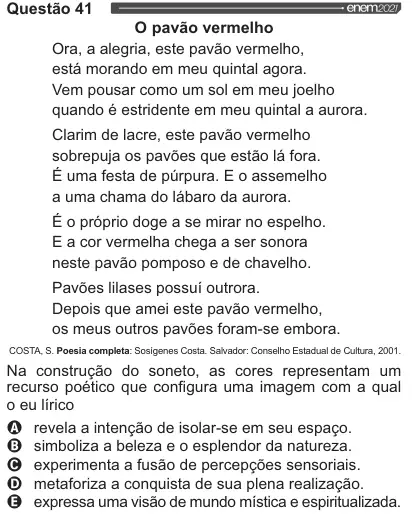 Questão 41
enem2021
O pavão vermelho
Ora, a alegria, este pavão vermelho,
está morando em meu quintal agora.
Vem pousar como um sol em meu joelho
quando é estridente em meu quintal a aurora.
Clarim de lacre, este pavão vermelho
sobrepuja os pavões que estão lá fora.
É uma festa de púrpura. E o assemelho
a uma chama do lábaro da aurora.
É o próprio doge a se mirar no espelho.
E a cor vermelha chega a ser sonora
neste pavão pomposo e de chavelho.
Pavões lilases possuí outrora.
Depois que amei este pavão vermelho,
os meus outros pavões foram-se embora.
COSTA, S. Poesia completa: Sosígenes Costa. Salvador: Conselho Estadual de Cultura, 2001.
Na construção do soneto, as cores representam um
recurso poético que configura uma imagem com a qual
o eu lírico
A revela a intenção de isolar-se em seu espaço.
B simboliza a beleza e o esplendor da natureza.
C experimenta a fusão de percepções sensoriais.
D metaforiza a conquista de sua plena realização.
E expressa uma visão de mundo mística e espiritualizada.